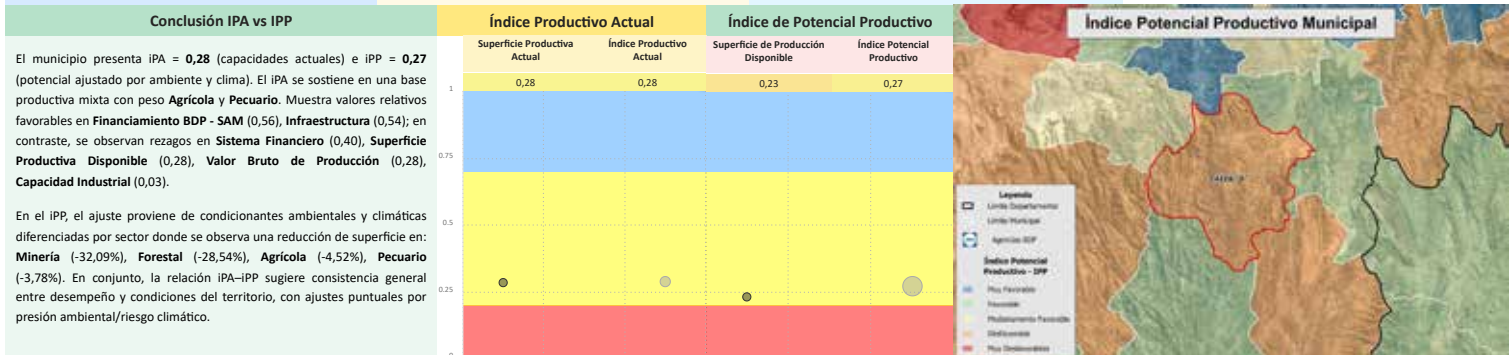 Conclusión IPA vs IPP
El municipio presenta iPA = 0,28 (capacidades actuales) e iPP = 0,27
(potencial ajustado por ambiente y clima). El iPA se sostiene en una base
productiva mixta con peso Agrícola y Pecuario. Muestra valores relativos
favorables en Financiamiento BDP - SAM (0,56), Infraestructura (0,54); en
contraste, se observan rezagos en Sistema Financiero (0,40), Superficie
Productiva Disponible (0,28), Valor Bruto de Producción (0,28),
Capacidad Industrial (0,03).
En el iPP, el ajuste proviene de condicionantes ambientales y climáticas
diferenciadas por sector donde se observa una reducción de superficie en:
Minería (-32,09%), Forestal (-28,54%), Agrícola (-4,52%), Pecuario
(-3,78%). En conjunto, la relación iPA–iPP sugiere consistencia general
entre desempeño y condiciones del territorio, con ajustes puntuales por
presión ambiental/riesgo climático.
Índice Productivo Actual
Índice de Potencial Productivo
Superficie Productiva
Actual
Índice Productivo
Actual
Superficie de Producción
Disponible
Índice Potencial
Productivo
0,28
0,28
0,23
0,27
1
0.75
0.5
0.25
0
Índice Potencial Productivo Municipal
Leyenda
Limite Departamento
Limite Municipal
Agencias BDP
Índice Potencial
Productivo - IPP
Muy Favorable
Favorable
Medianamente Favorable
Desfavorable
Muy Desfavorable